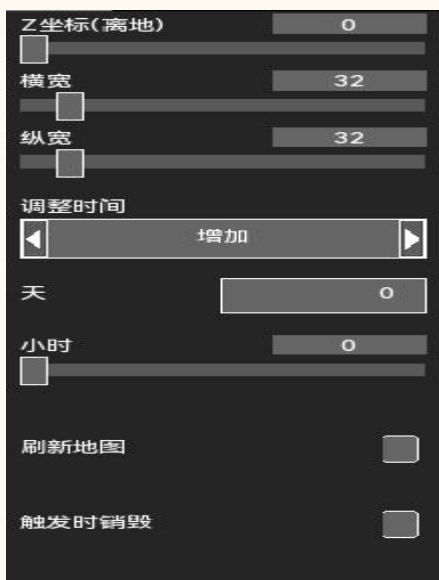 Z坐标(离地) 0
横宽 32
纵宽 32
调整时间
增加
天 0
小时 0
刷新地图
触发时销毁